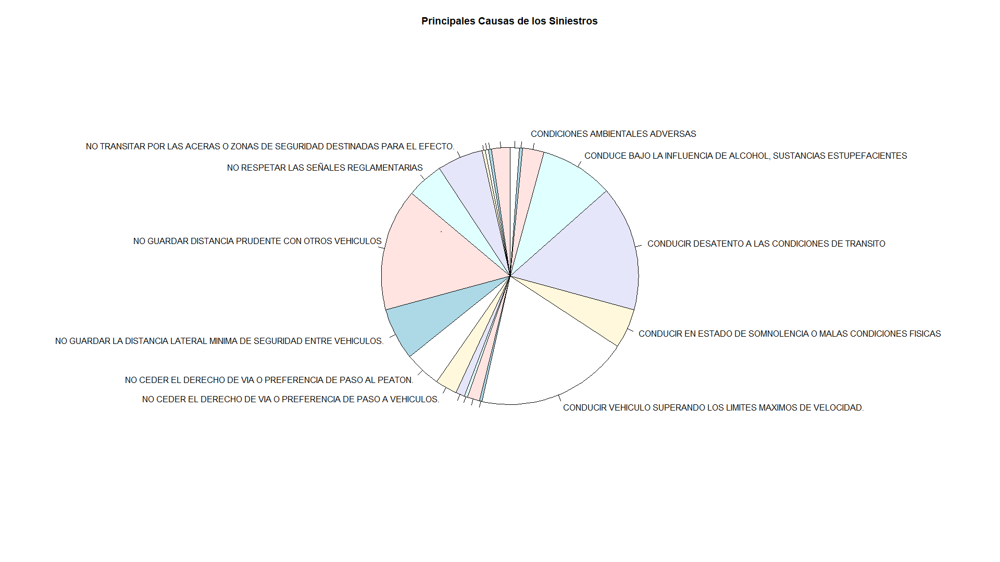 Principales Causas de los Siniestros
CONDICIONES AMBIENTALES ADVERSAS
NO TRANSITAR POR LAS ACERAS O ZONAS DE SEGURIDAD DESTINADAS PARA EL EFECTO.
CONDUCE BAJO LA INFLUENCIA DE ALCOHOL, SUSTANCIAS ESTUPEFACIENTES
NO RESPETAR LAS SEÑALES REGLAMENTARIAS
NO GUARDAR DISTANCIA PRUDENTE CON OTROS VEHICULOS
CONDUCIR DESATENTO A LAS CONDICIONES DE TRANSITO
CONDUCIR EN ESTADO DE SOMNOLENCIA O MALAS CONDICIONES FISICAS
NO GUARDAR LA DISTANCIA LATERAL MINIMA DE SEGURIDAD ENTRE VEHICULOS.
NO CEDER EL DERECHO DE VIA O PREFERENCIA DE PASO AL PEATON.
NO CEDER EL DERECHO DE VIA O PREFERENCIA DE PASO A VEHICULOS.
CONDUCIR VEHICULO SUPERANDO LOS LIMITES MAXIMOS DE VELOCIDAD.